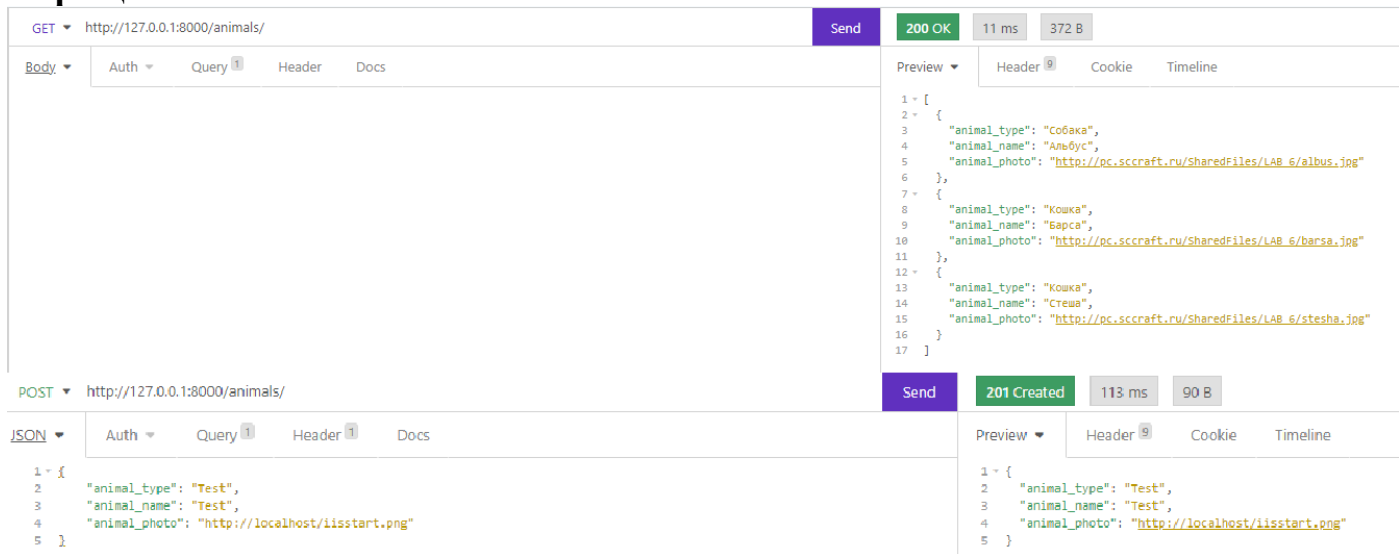 GET http://127.0.0.1:8000/animals/ Send 200 OK 11 ms 372 B
Body Auth Query 1 Header Docs Preview Header 9 Cookie Timeline
1 [
2 {
3 "animal_type": "Собака",
4 "animal_name": "Альбус",
5 "animal_photo": "http://pc.sccraft.ru/SharedFiles/LAB_6/albus.jpg"
6 },
7 {
8 "animal_type": "Кошка",
9 "animal_name": "Барса",
10 "animal_photo": "http://pc.sccraft.ru/SharedFiles/LAB_6/barsa.jpg"
11 },
12 {
13 "animal_type": "Кошка",
14 "animal_name": "Стеша",
15 "animal_photo": "http://pc.sccraft.ru/SharedFiles/LAB_6/stesha.jpg"
16 }
17 ]
POST http://127.0.0.1:8000/animals/ Send 201 Created 113 ms 90 B
JSON Auth Query 1 Header 1 Docs Preview Header 9 Cookie Timeline
1 {
2 "animal_type": "Test",
3 "animal_name": "Test",
4 "animal_photo": "http://localhost/iisstart.png"
5 }
1 {
2 "animal_type": "Test",
3 "animal_name": "Test",
4 "animal_photo": "http://localhost/iisstart.png"
5 }